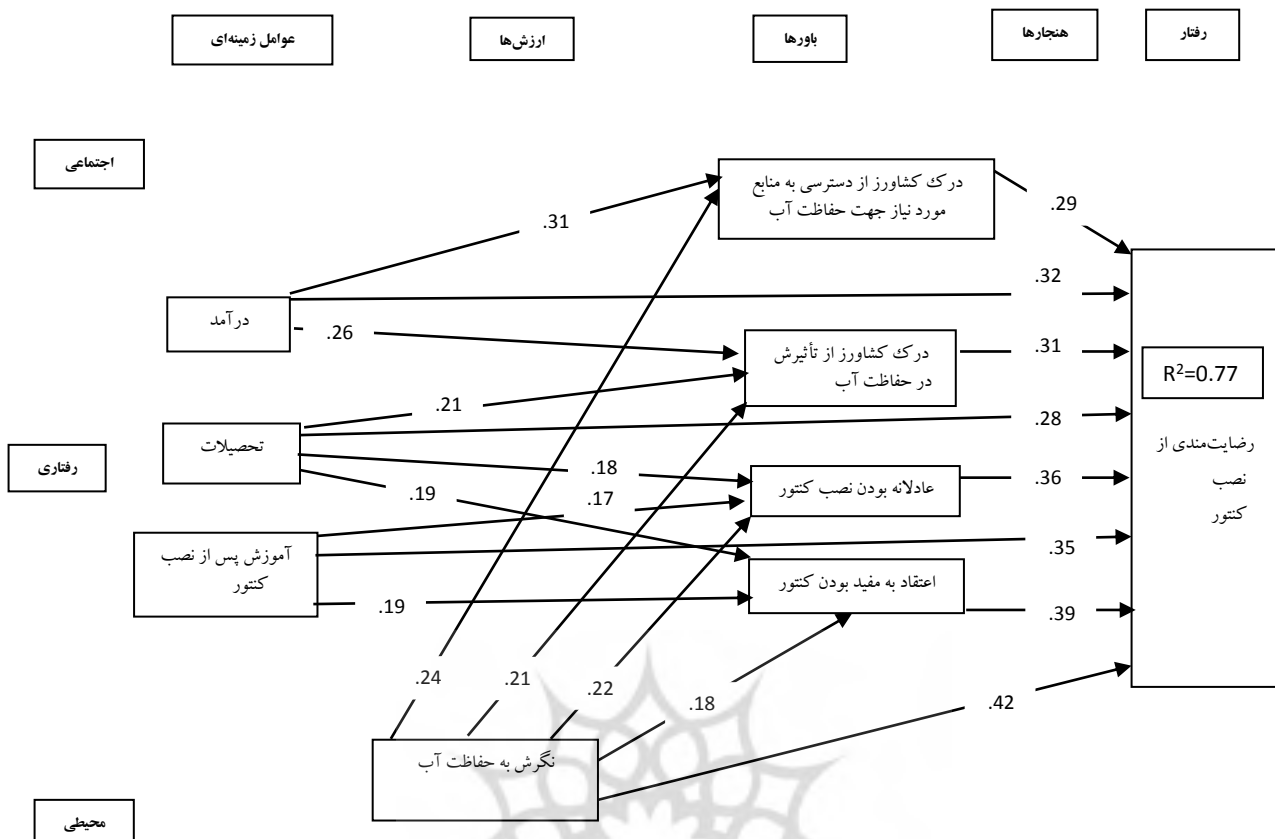 رفتار
هنجارها
باورها
ارزش‌ها
عوامل زمینه‌ای
اجتماعی
درک کشاورز از دسترسی به منابع
مورد نیاز جهت حفاظت آب
.29
.31
.32
درآمد
.26
درک کشاورز از تأثیرش
در حفاظت آب
.31
R²=0.77
.21
.28
تحصیلات
رضایت‌مندی از
نصب
کنتور
رفتاری
.18
عادلانه بودن نصب کنتور
.36
.19
.17
آموزش پس از نصب
کنتور
.35
اعتقاد به مفید بودن کنتور
.19
.39
.24
.21
.22
.18
.42
نگرش به حفاظت آب
محیطی